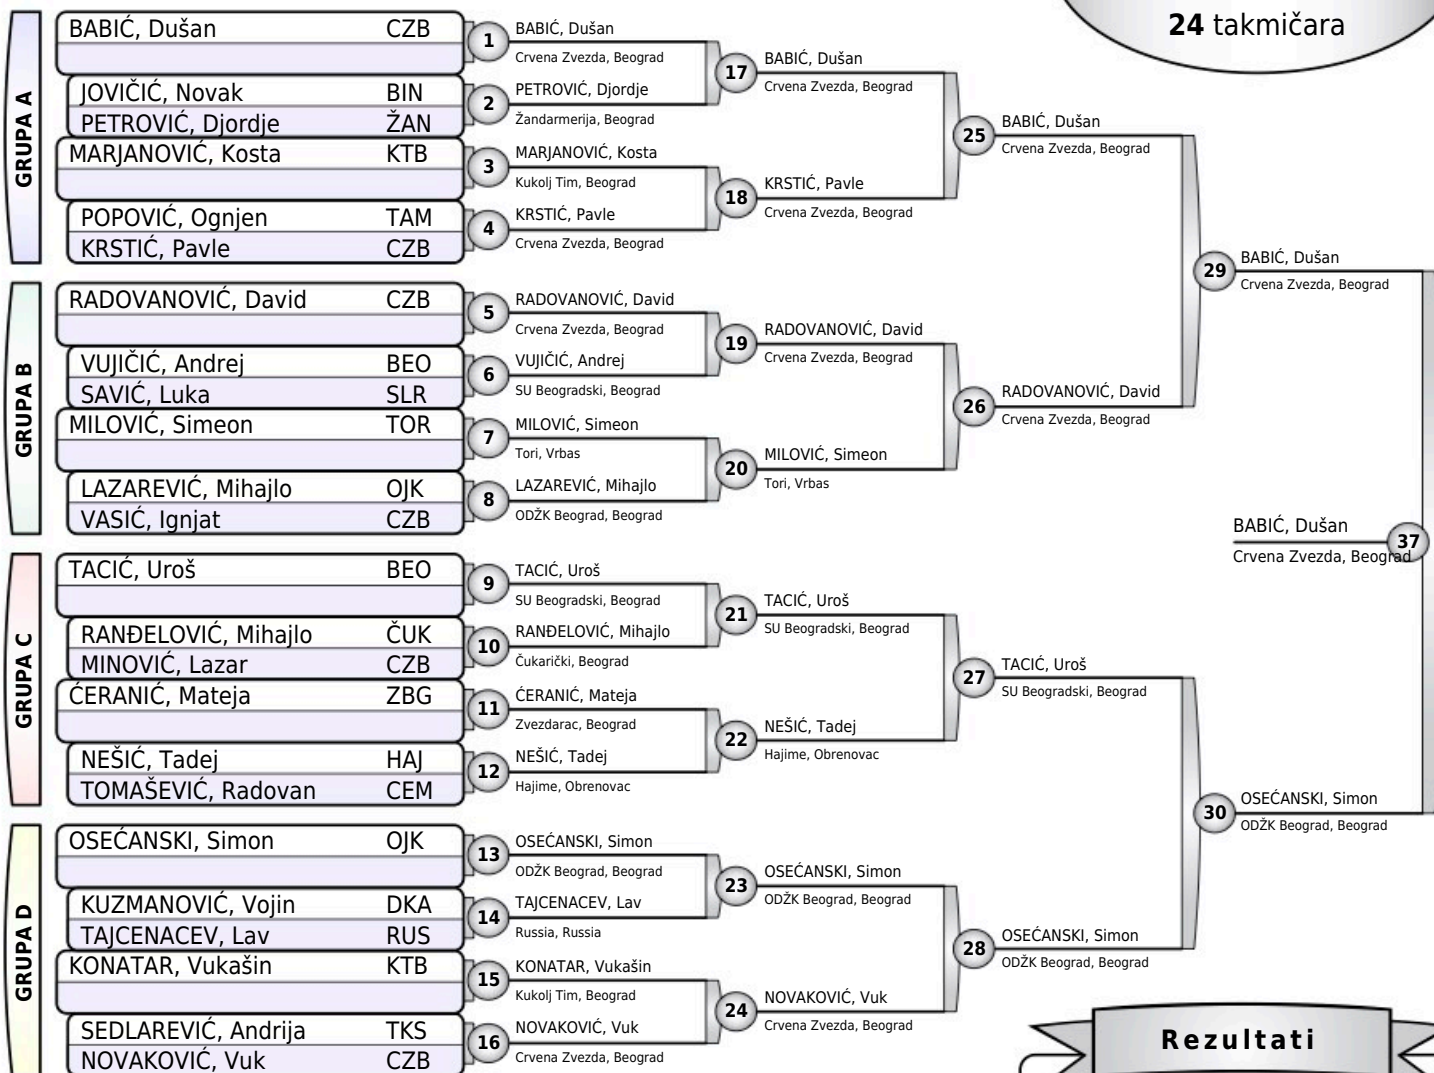 24 takmičara
GRUPA A
BABIĆ, Dušan CZB
JOVIČIĆ, Novak BIN
PETROVIĆ, Djordje ŽAN
MARJANOVIĆ, Kosta KTB
POPOVIĆ, Ognjen TAM
KRSTIĆ, Pavle CZB
GRUPA B
RADOVANOVIĆ, David CZB
VUJIČIĆ, Andrej BEO
SAVIĆ, Luka SLR
MILOVIĆ, Simeon TOR
LAZAREVIĆ, Mihajlo OJK
VASIĆ, Ignjat CZB
GRUPA C
TACIĆ, Uroš BEO
RANĐELOVIĆ, Mihajlo ČUK
MINOVIĆ, Lazar CZB
ĆERANIĆ, Mateja ZBG
NEŠIĆ, Tadej HAJ
TOMAŠEVIĆ, Radovan CEM
GRUPA D
OSEĆANSKI, Simon OJK
KUZMANOVIĆ, Vojin DKA
TAJCENACEV, Lav RUS
KONATAR, Vukašin KTB
SEDLAREVIĆ, Andrija TKS
NOVAKOVIĆ, Vuk CZB
1 BABIĆ, Dušan
Crvena Zvezda, Beograd
2 PETROVIĆ, Djordje
Žandarmerija, Beograd
3 MARJANOVIĆ, Kosta
Kukolj Tim, Beograd
4 KRSTIĆ, Pavle
Crvena Zvezda, Beograd
5 RADOVANOVIĆ, David
Crvena Zvezda, Beograd
6 VUJIČIĆ, Andrej
SU Beogradski, Beograd
7 MILOVIĆ, Simeon
Tori, Vrbas
8 LAZAREVIĆ, Mihajlo
ODŽK Beograd, Beograd
9 TACIĆ, Uroš
SU Beogradski, Beograd
10 RANĐELOVIĆ, Mihajlo
Čukarički, Beograd
11 ĆERANIĆ, Mateja
Zvezdarac, Beograd
12 NEŠIĆ, Tadej
Hajime, Obrenovac
13 OSEĆANSKI, Simon
ODŽK Beograd, Beograd
14 TAJCENACEV, Lav
Russia, Russia
15 KONATAR, Vukašin
Kukolj Tim, Beograd
16 NOVAKOVIĆ, Vuk
Crvena Zvezda, Beograd
17 BABIĆ, Dušan
Crvena Zvezda, Beograd
18 KRSTIĆ, Pavle
Crvena Zvezda, Beograd
19 RADOVANOVIĆ, David
Crvena Zvezda, Beograd
20 MILOVIĆ, Simeon
Tori, Vrbas
21 TACIĆ, Uroš
SU Beogradski, Beograd
22 NEŠIĆ, Tadej
Hajime, Obrenovac
23 OSEĆANSKI, Simon
ODŽK Beograd, Beograd
24 NOVAKOVIĆ, Vuk
Crvena Zvezda, Beograd
25 BABIĆ, Dušan
Crvena Zvezda, Beograd
26 RADOVANOVIĆ, David
Crvena Zvezda, Beograd
27 TACIĆ, Uroš
SU Beogradski, Beograd
28 OSEĆANSKI, Simon
ODŽK Beograd, Beograd
29 BABIĆ, Dušan
Crvena Zvezda, Beograd
30 OSEĆANSKI, Simon
ODŽK Beograd, Beograd
BABIĆ, Dušan 37
Crvena Zvezda, Beograd
Rezultati